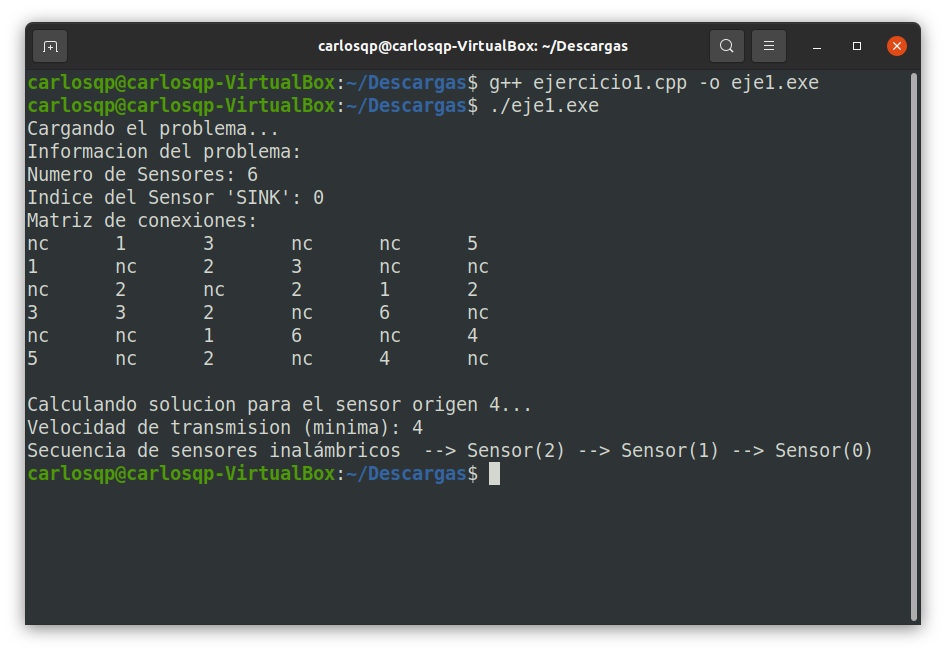 carlosqp@carlosqp-VirtualBox: ~/Descargas
carlosqp@carlosqp-VirtualBox:~/Descargas$ g++ ejercicio1.cpp -o eje1.exe
carlosqp@carlosqp-VirtualBox:~/Descargas$ ./eje1.exe
Cargando el problema...
Informacion del problema:
Numero de Sensores: 6
Indice del Sensor 'SINK': 0
Matriz de conexiones:
nc 1 3 nc nc 5
1 nc 2 3 nc nc
nc 2 nc 2 1 2
3 3 2 nc 6 nc
nc nc 1 6 nc 4
5 nc 2 nc 4 nc
Calculando solucion para el sensor origen 4...
Velocidad de transmision (minima): 4
Secuencia de sensores inalámbricos  --> Sensor(2) --> Sensor(1) --> Sensor(0)
carlosqp@carlosqp-VirtualBox:~/Descargas$